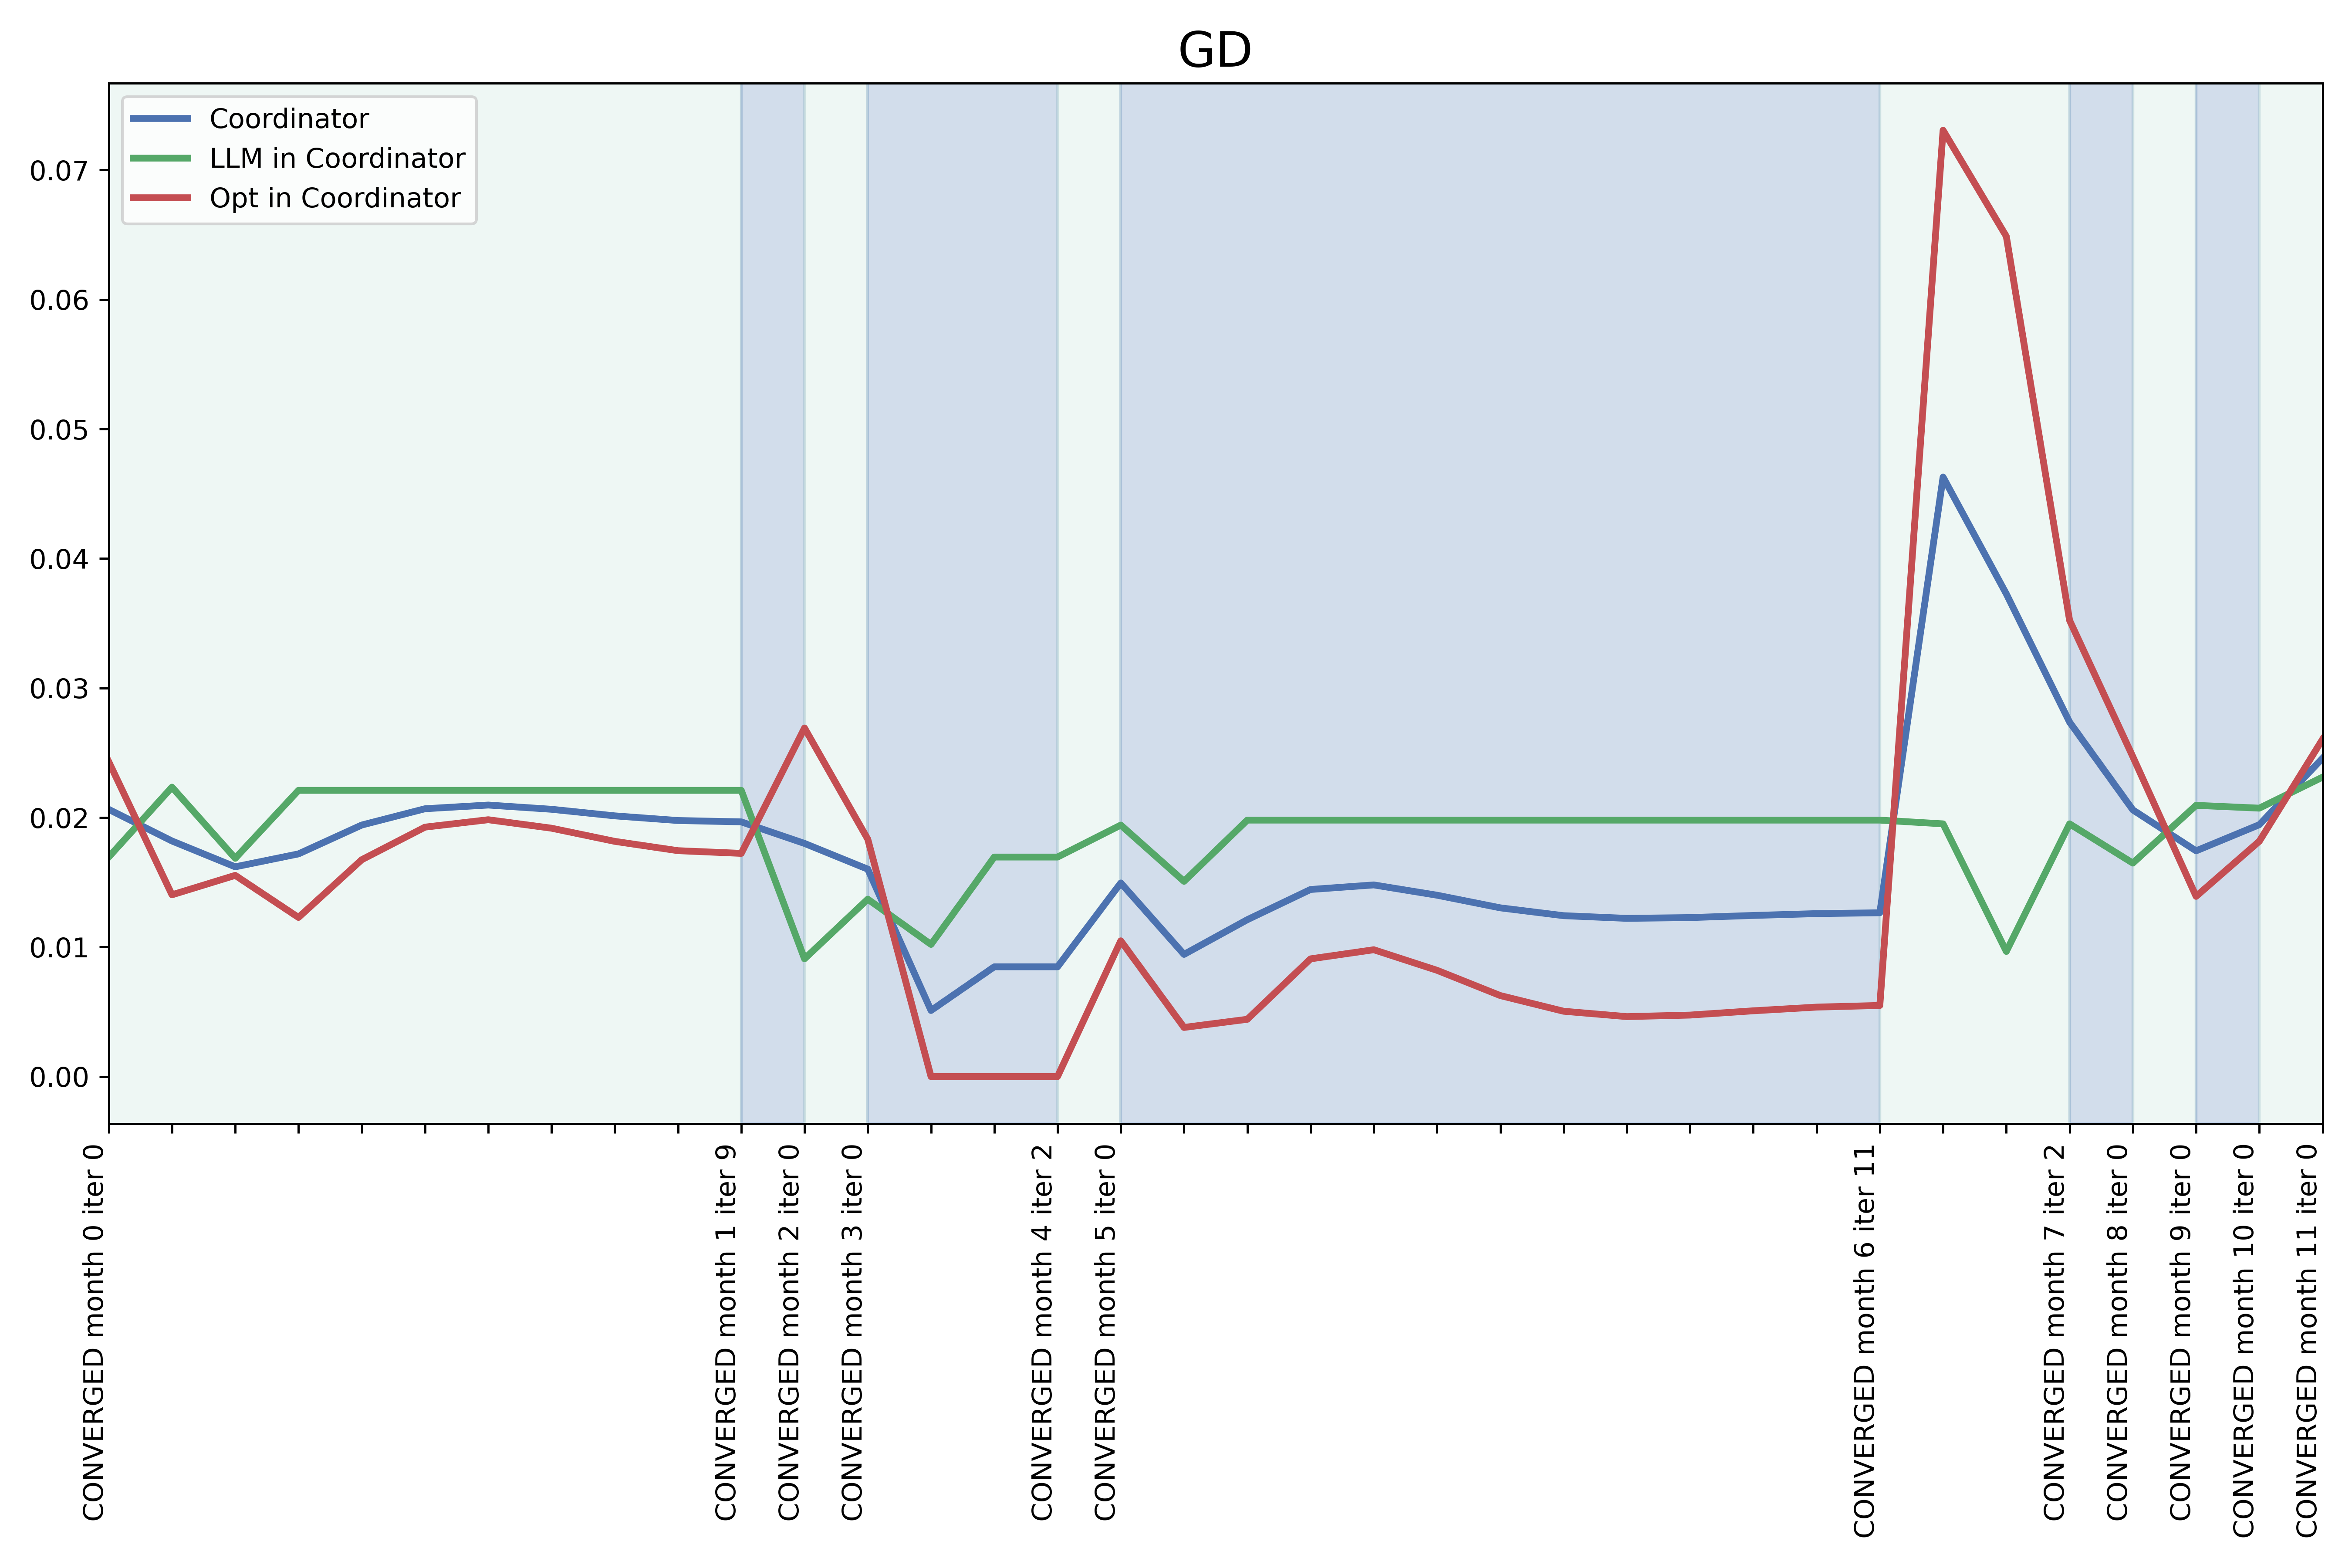 GD
Coordinator
LLM in Coordinator
Opt in Coordinator
0.07
0.06
0.05
0.04
0.03
0.02
0.01
0.00
CONVERGED month 0 iter 0
CONVERGED month 1 iter 9
CONVERGED month 2 iter 0
CONVERGED month 3 iter 0
CONVERGED month 4 iter 2
CONVERGED month 5 iter 0
CONVERGED month 6 iter 11
CONVERGED month 7 iter 2
CONVERGED month 8 iter 0
CONVERGED month 9 iter 0
CONVERGED month 10 iter 0
CONVERGED month 11 iter 0